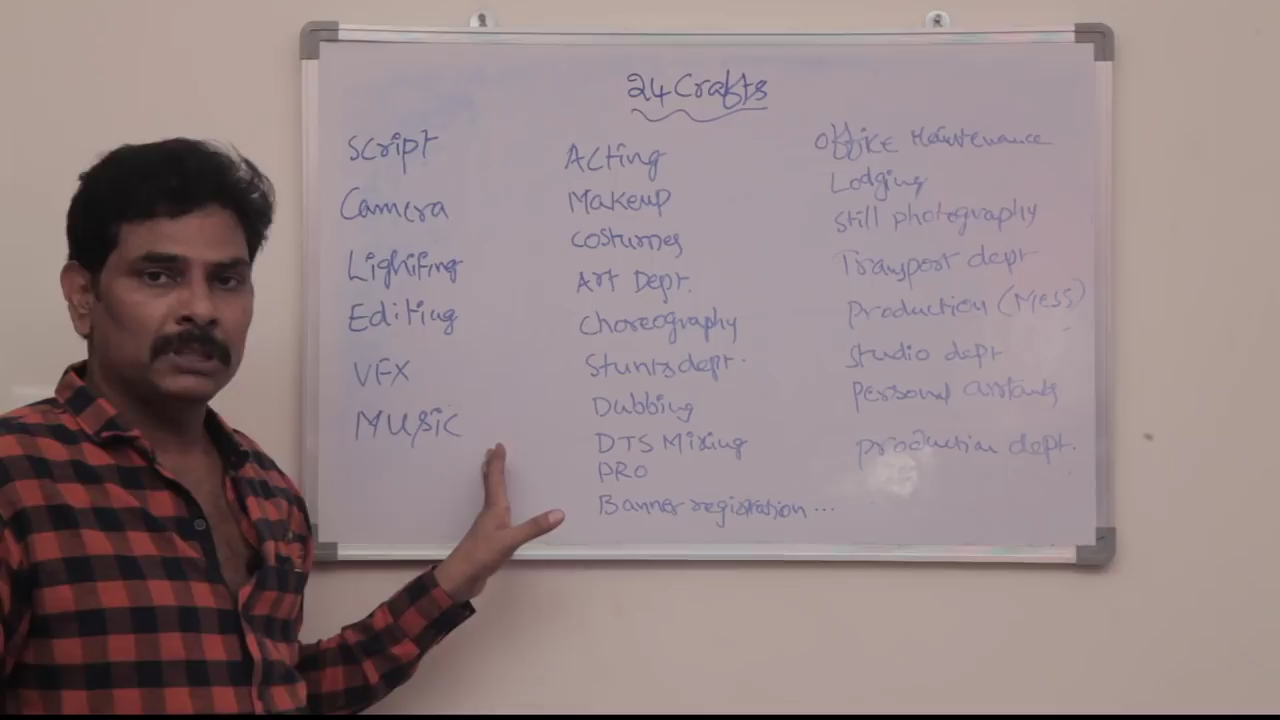 24 Crafts
Script
Camera
Lighting
Editing
VFX
Music
Acting
Makeup
Costumes
Art Dept.
Choreography
Stunts dept.
Dubbing
DTS Mixing
PRO
Banner registration...
Office Maintenance
Lodging
Still photography
Transport dept
Production (Mess)
Studio dept
Personal
production dept.